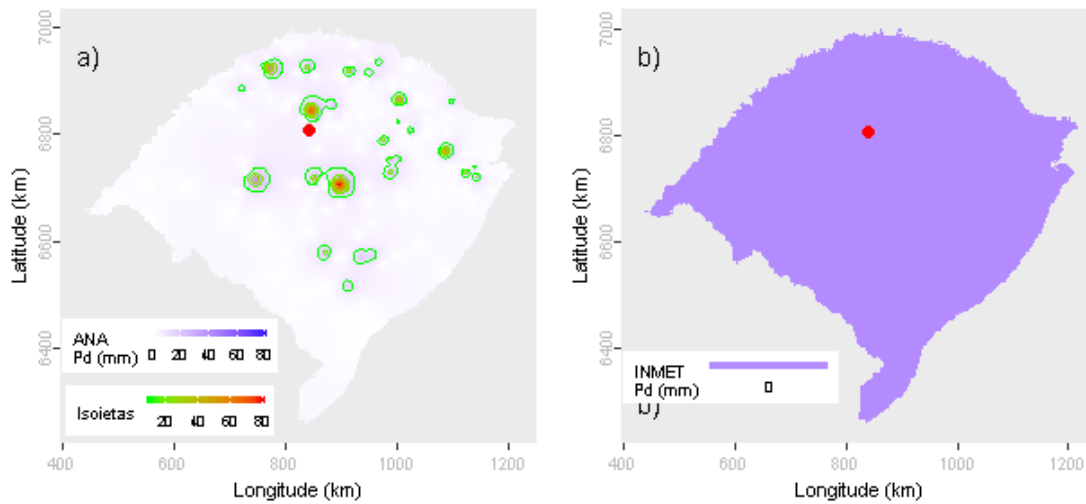 a)
7000
6800
6600
6400
Latitude (km)
ANA
Pd (mm) 0 20 40 60 80
Isoietas
20 40 60 80
400 600 800 1000 1200
Longitude (km)
b)
7000
6800
6600
6400
Latitude (km)
INMET
Pd (mm) 0
b)
400 600 800 1000 1200
Longitude (km)